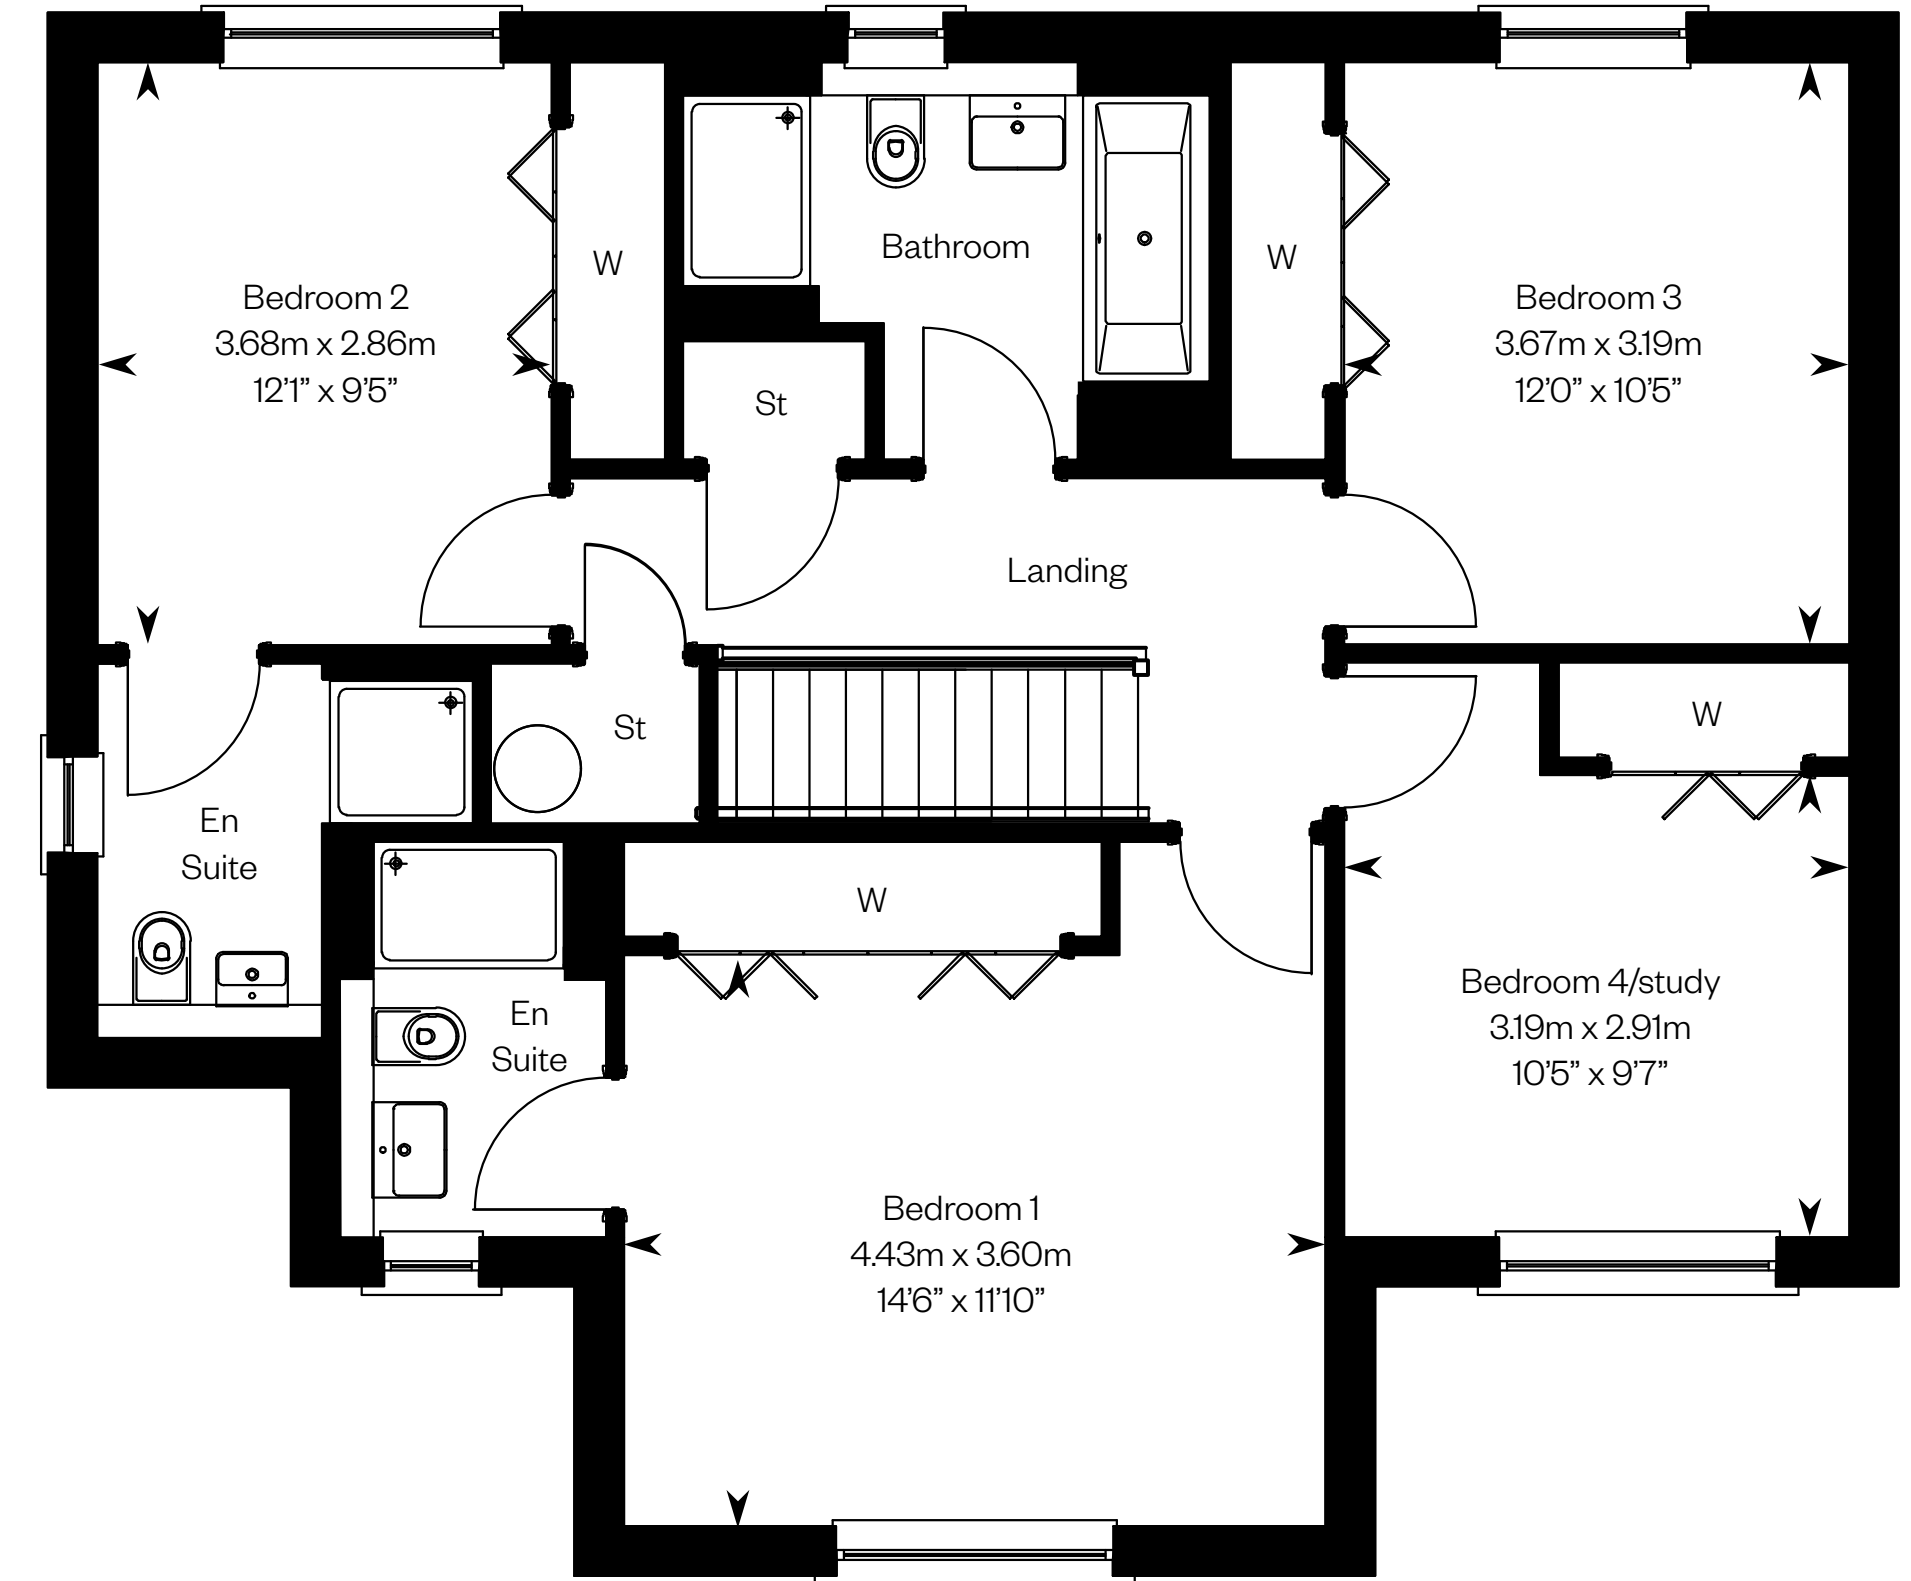 Bedroom 2
3.68m x 2.86m
12'1” x 9'5”
W
Bathroom
W
Bedroom 3
3.67m x 3.19m
12'0” x 10'5”
St
Landing
St
W
En
Suite
W
En
Suite
Bedroom 4/study
3.19m x 2.91m
10'5” x 9'7”
Bedroom 1
4.43m x 3.60m
14'6” x 11'10”